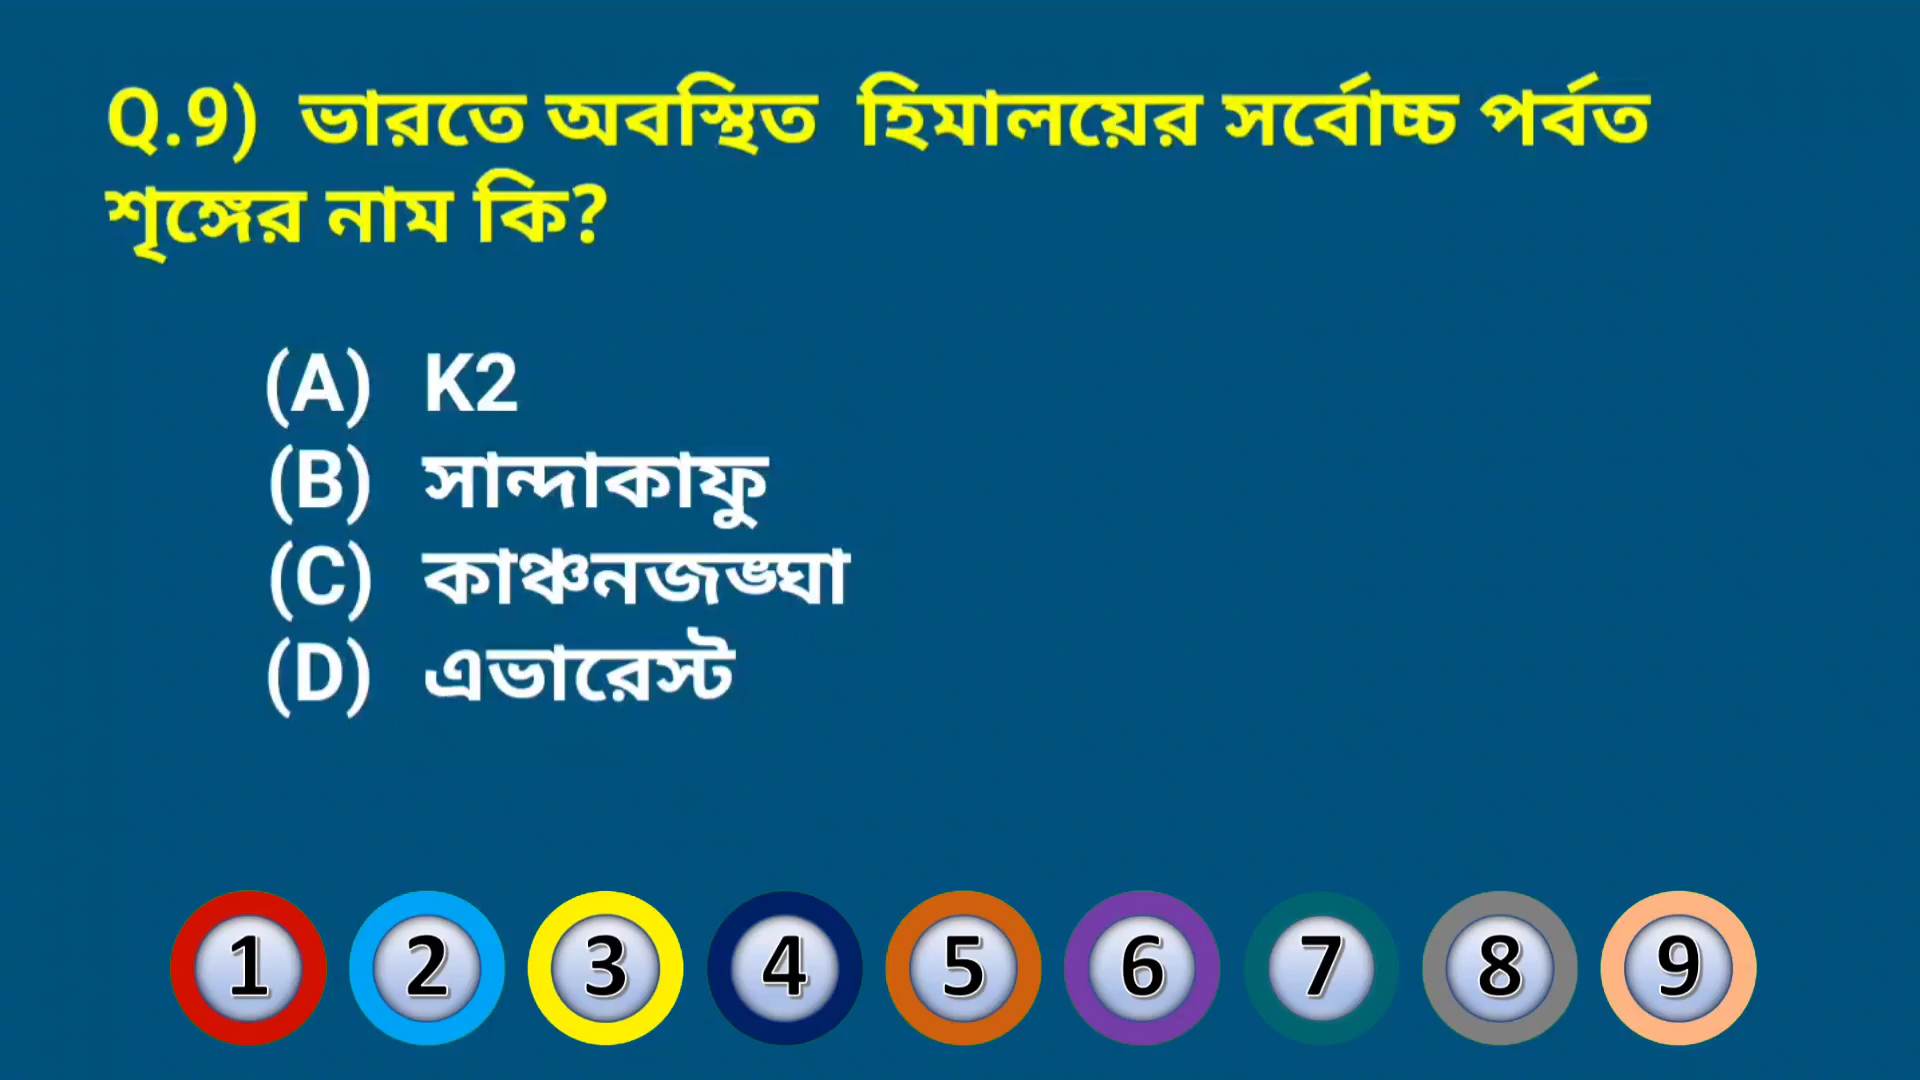 Q.9) ভারতে অবস্থিত হিমালয়ের সর্বোচ্চ পর্বত
শৃঙ্গের নাম কি?
(A) K2
(B) সান্দাকাফু
(C) কাঞ্চনজঙ্ঘা
(D) এভারেস্ট
1 2 3 4 5 6 7 8 9